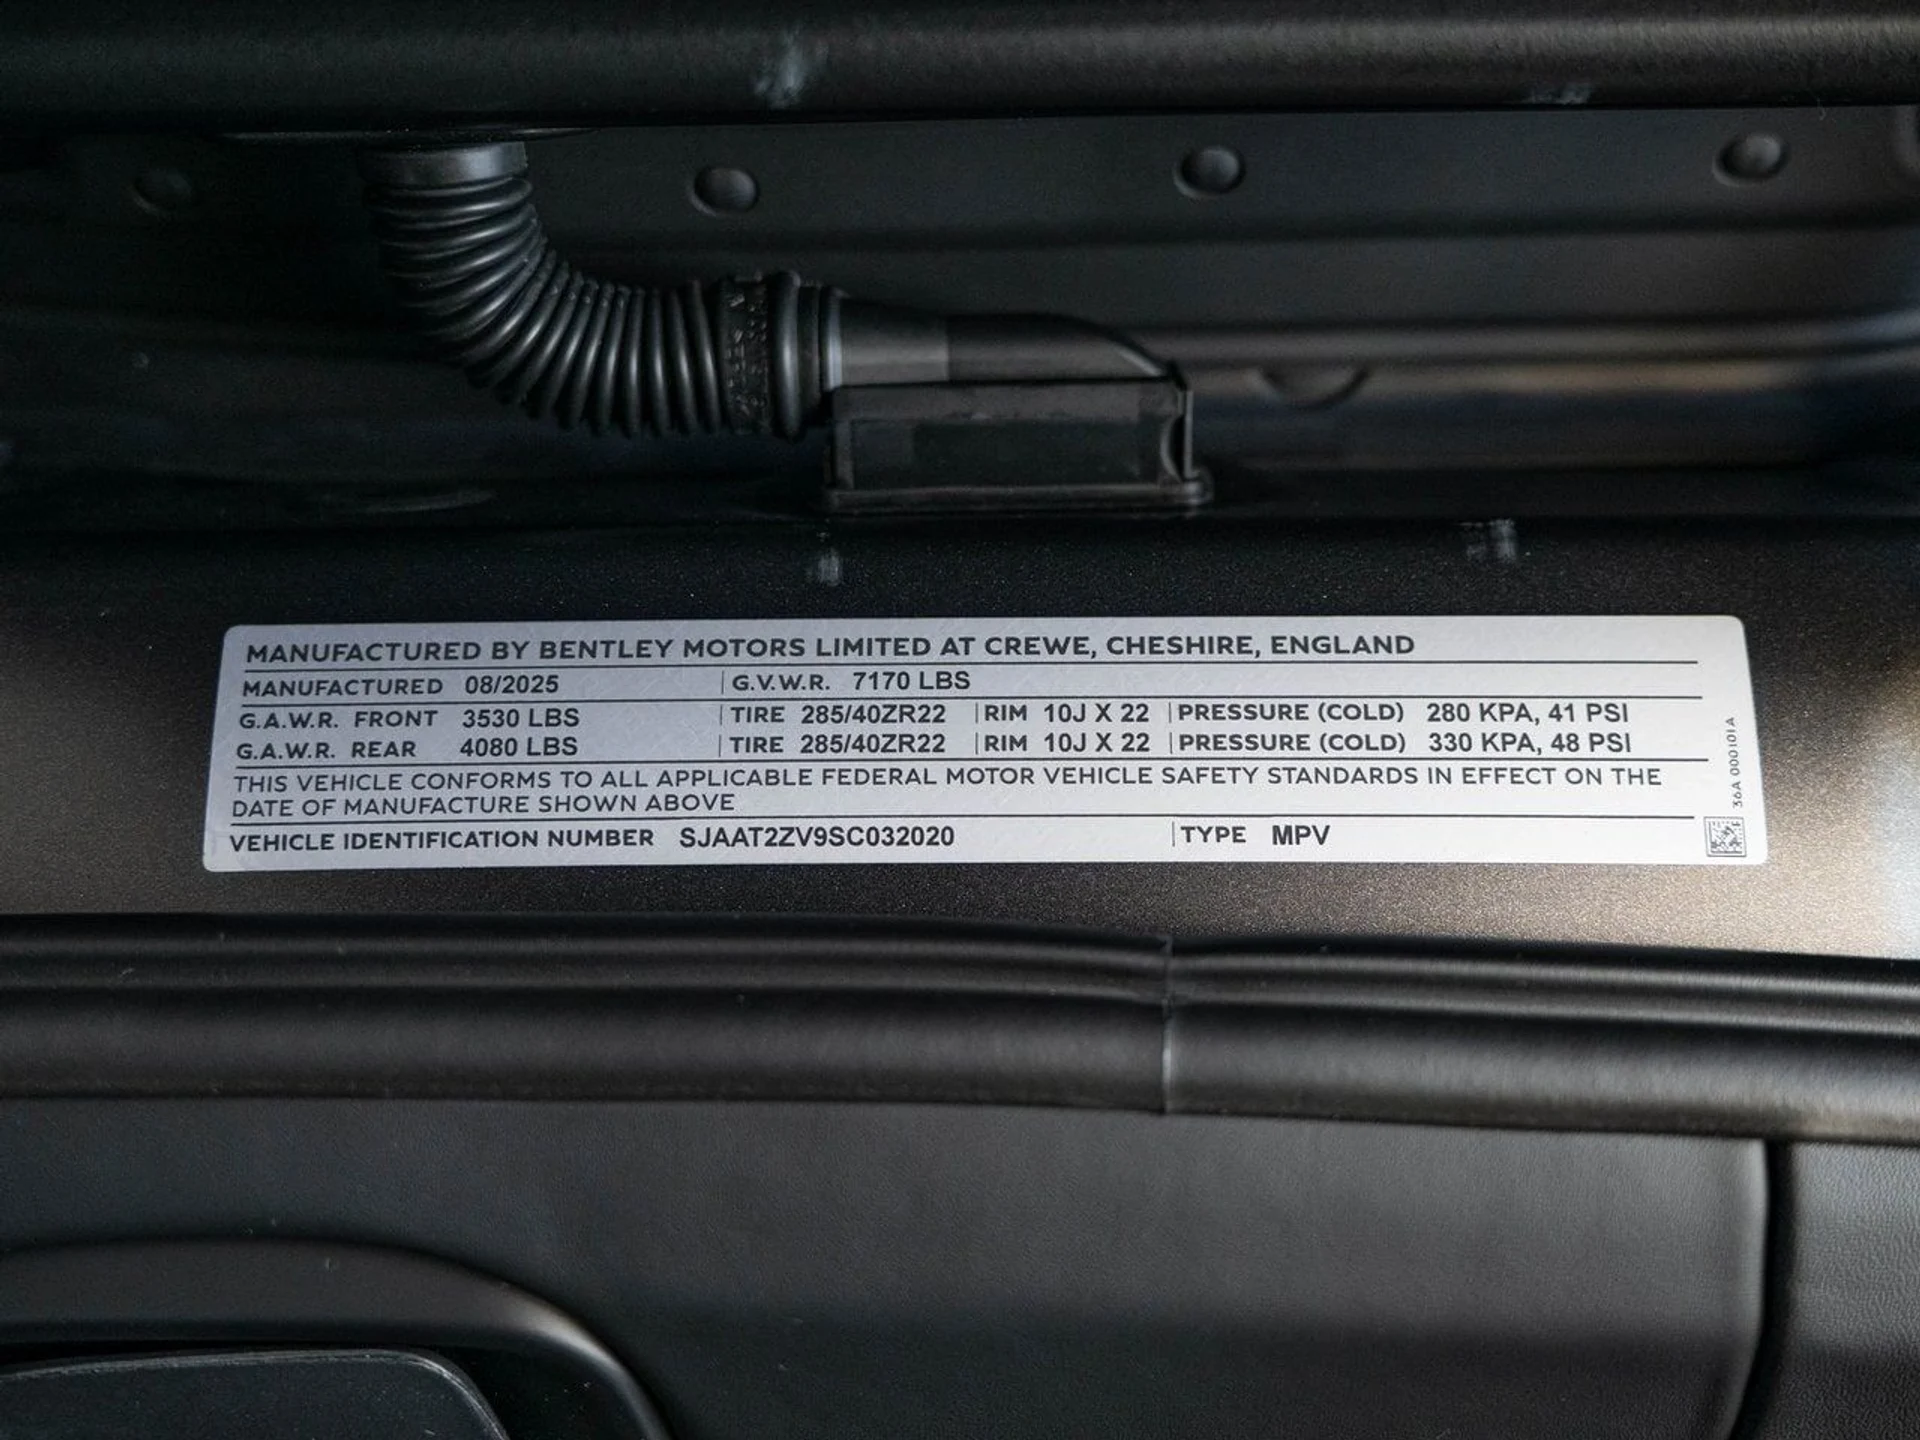 MANUFACTURED BY BENTLEY MOTORS LIMITED AT CREWE, CHESHIRE, ENGLAND
MANUFACTURED 08/2025 G.V.W.R. 7170 LBS
G.A.W.R. FRONT 3530 LBS TIRE 285/40ZR22 RIM 10J X 22 PRESSURE (COLD) 280 KPA, 41 PSI
G.A.W.R. REAR 4080 LBS TIRE 285/40ZR22 RIM 10J X 22 PRESSURE (COLD) 330 KPA, 48 PSI
THIS VEHICLE CONFORMS TO ALL APPLICABLE FEDERAL MOTOR VEHICLE SAFETY STANDARDS IN EFFECT ON THE
DATE OF MANUFACTURE SHOWN ABOVE
VEHICLE IDENTIFICATION NUMBER SJAAT2ZV9SC032020 TYPE MPV
36A 000101A